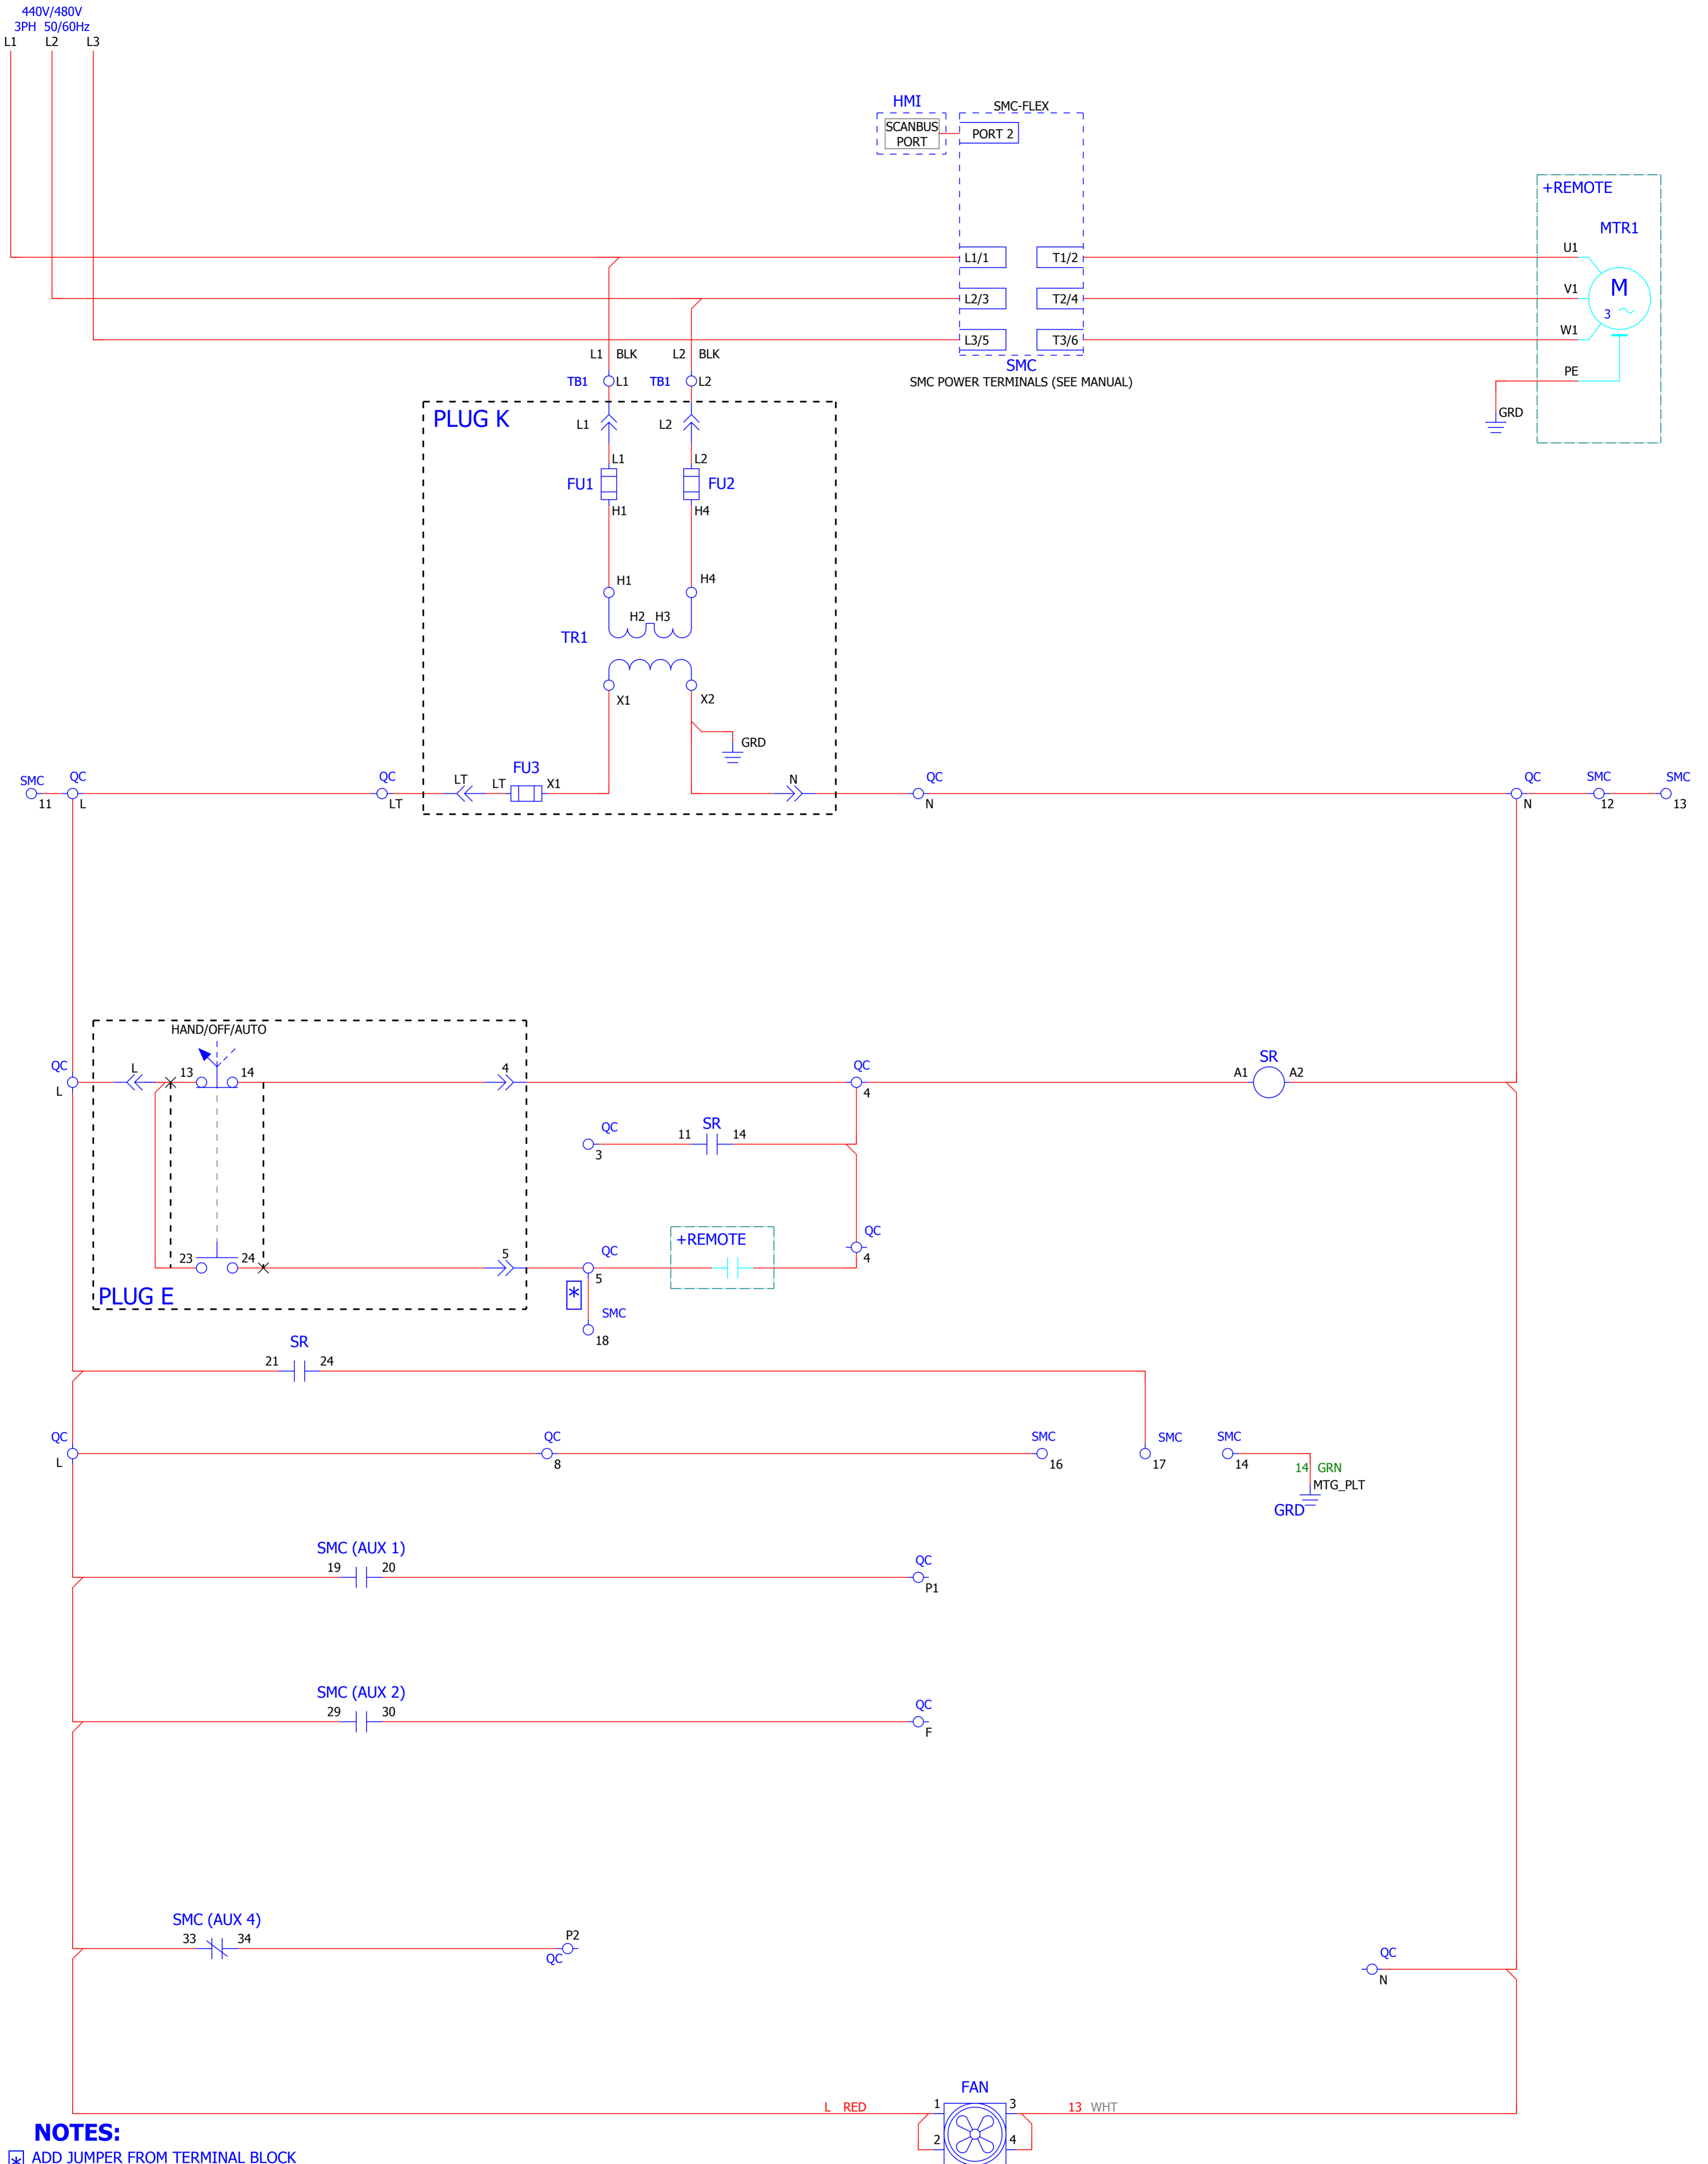 440V/480V
3PH 50/60Hz
L1 L2 L3
HMI
SMC-FLEX
SCANBUS
PORT
PORT 2
+REMOTE
MTR1
L1/1 T1/2 U1
L2/3 T2/4 V1
M
3
L3/5 T3/6 W1
SMC
SMC POWER TERMINALS (SEE MANUAL)
PE
GRD
L1 BLK L2 BLK
TB1 L1 TB1 L2
PLUG K
L1 L2
L1 L2
FU1 FU2
H1 H4
H1 H4
H2 H3
TR1
X1 X2
GRD
SMC QC QC LT LT FU3 X1 N QC QC SMC SMC
11 L LT N N 12 13
HAND/OFF/AUTO
QC L 13 14 4 QC SR
L 4 A1 A2
QC SR
3 11 14
QC
+REMOTE
4
23 24 5 QC
5
PLUG E
*
SMC
18
SR
21 24
QC QC SMC SMC SMC
L 8 16 17 14
14 GRN
MTG_PLT
GRD
SMC (AUX 1)
19 20 QC
P1
SMC (AUX 2)
29 30 QC
F
SMC (AUX 4)
33 34 P2
QC
QC
N
FAN
L RED 1 3 13 WHT
2 4
NOTES:
* ADD JUMPER FROM TERMINAL BLOCK